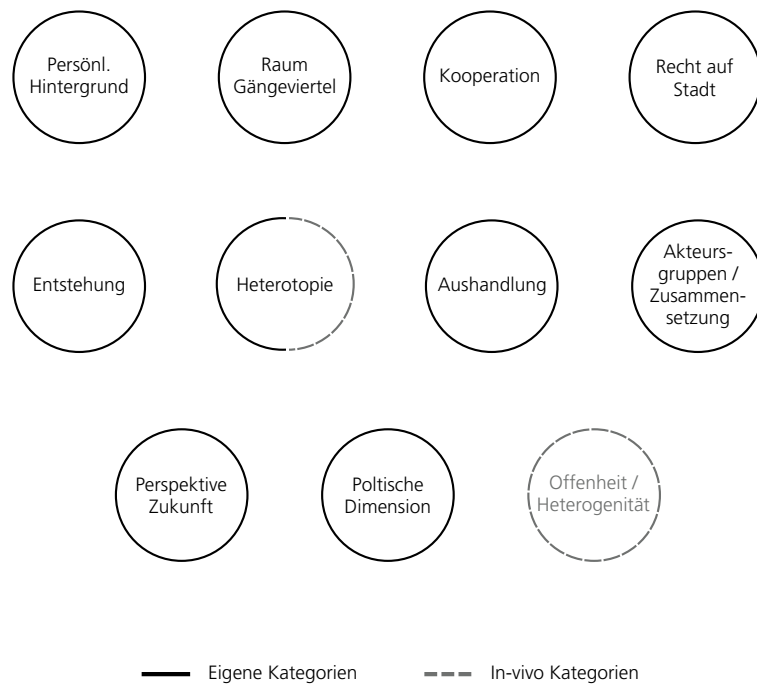 Persönl.
Hintergrund
Raum
Gängeviertel
Kooperation
Recht auf
Stadt
Entstehung
Heterotopie
Aushandlung
Akteurs-
gruppen /
Zusammen-
setzung
Perspektive
Zukunft
Poltische
Dimension
Offenheit /
Heterogenität
Eigene Kategorien
In-vivo Kategorien